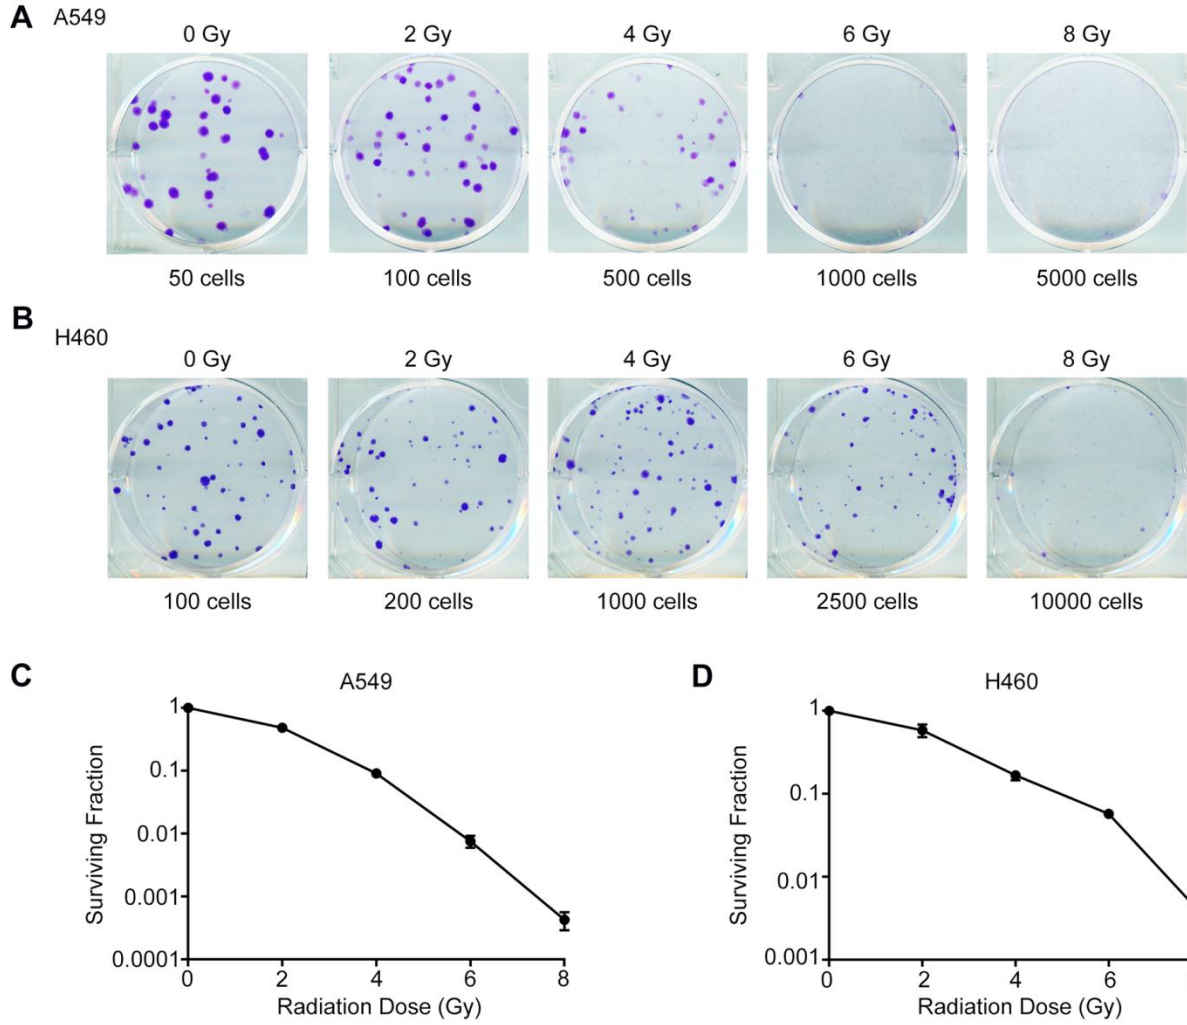 A
A549
0 Gy 2 Gy 4 Gy 6 Gy 8 Gy
50 cells 100 cells 500 cells 1000 cells 5000 cells
B
H460
0 Gy 2 Gy 4 Gy 6 Gy 8 Gy
100 cells 200 cells 1000 cells 2500 cells 10000 cells
C
A549
Surviving Fraction
1
0.1
0.01
0.001
0.0001
0 2 4 6 8
Radiation Dose (Gy)
D
H460
Surviving Fraction
1
0.1
0.01
0.001
0 2 4 6
Radiation Dose (Gy)